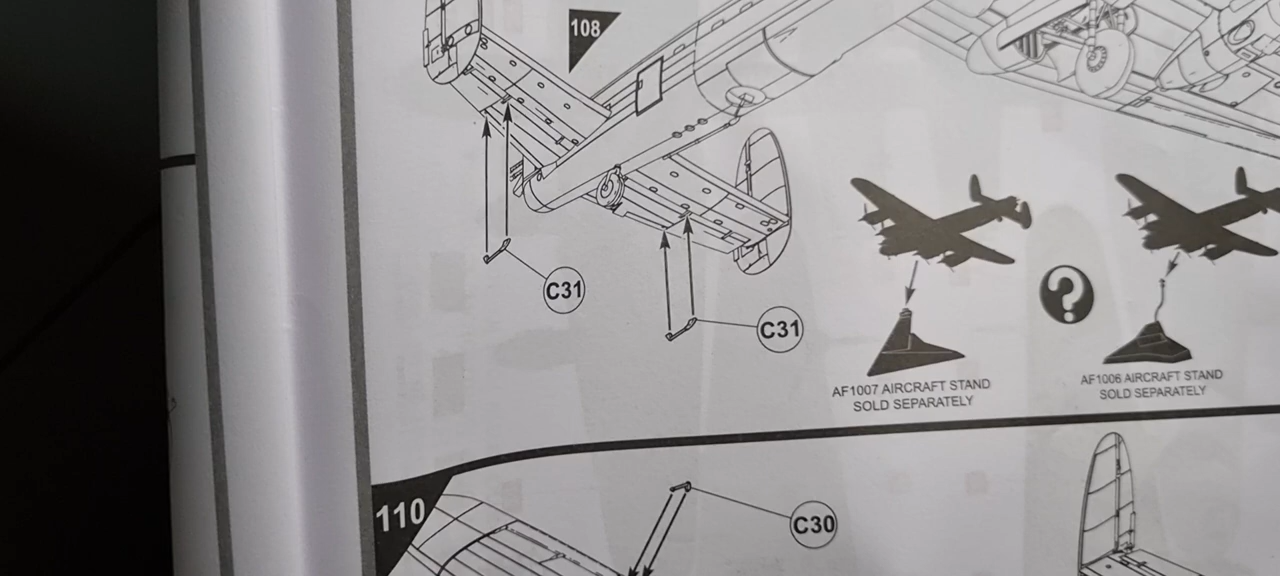 108
C31
C31
?
AF1007 AIRCRAFT STAND
SOLD SEPARATELY
AF1006 AIRCRAFT STAND
SOLD SEPARATELY
110
C30